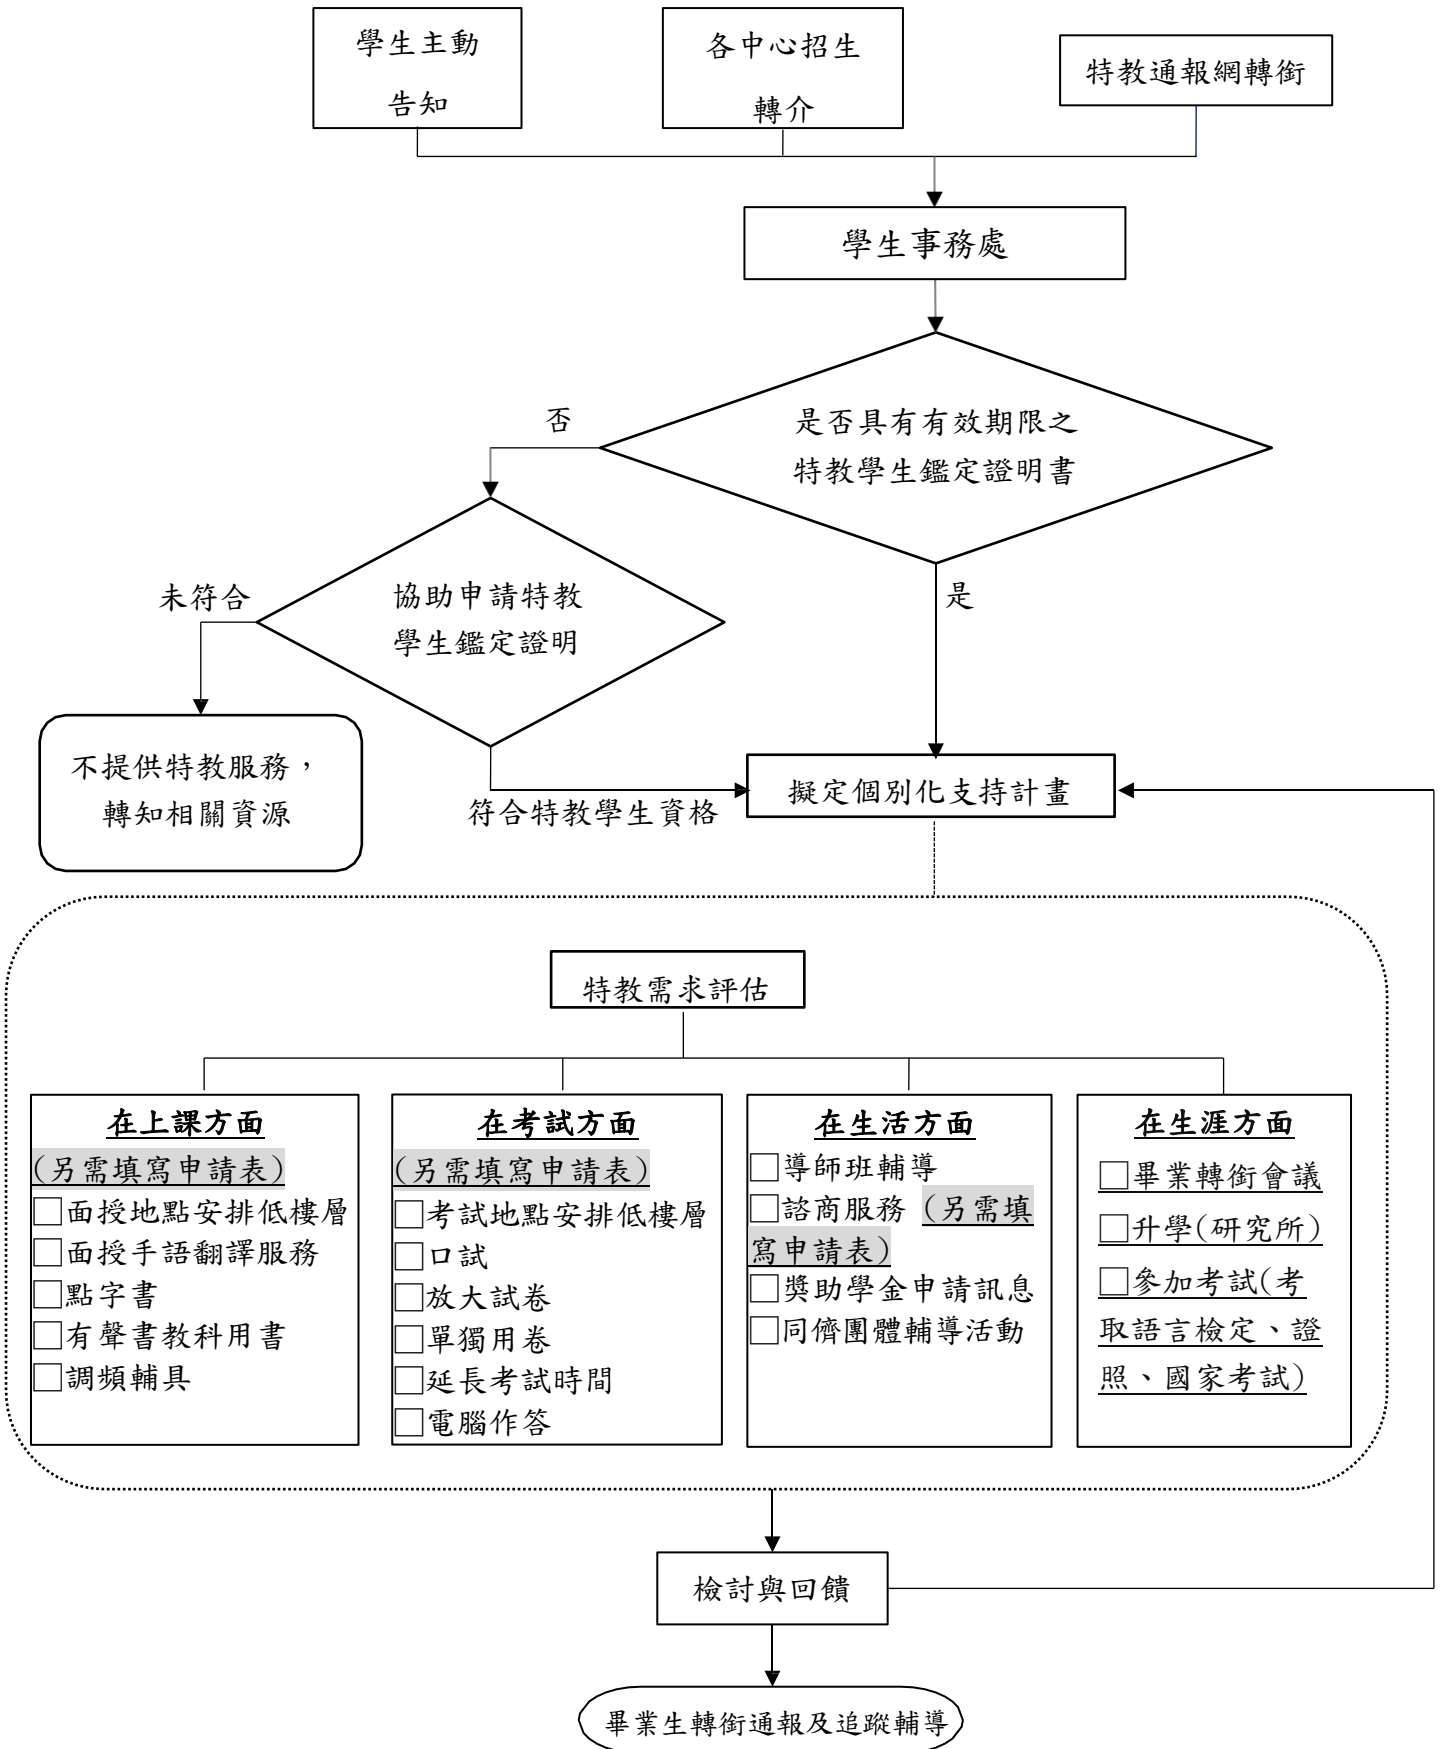 學生主動
告知
各中心招生
轉介
特教通報網轉銜
學生事務處
是否具有有效期限之
特教學生鑑定證明書
否
是
協助申請特教
學生鑑定證明
未符合
不提供特教服務，
轉知相關資源
符合特教學生資格
擬定個別化支持計畫
特教需求評估
在上課方面
(另需填寫申請表)
□面授地點安排低樓層
□面授手語翻譯服務
□點字書
□有聲書教科用書
□調頻輔具
在考試方面
(另需填寫申請表)
□考試地點安排低樓層
□口試
□放大試卷
□單獨用卷
□延長考試時間
□電腦作答
在生活方面
□導師班輔導
□諮商服務 (另需填
寫申請表)
□獎助學金申請訊息
□同儕團體輔導活動
在生涯方面
□畢業轉銜會議
□升學(研究所)
□參加考試(考
取語言檢定、證
照、國家考試)
檢討與回饋
畢業生轉銜通報及追蹤輔導